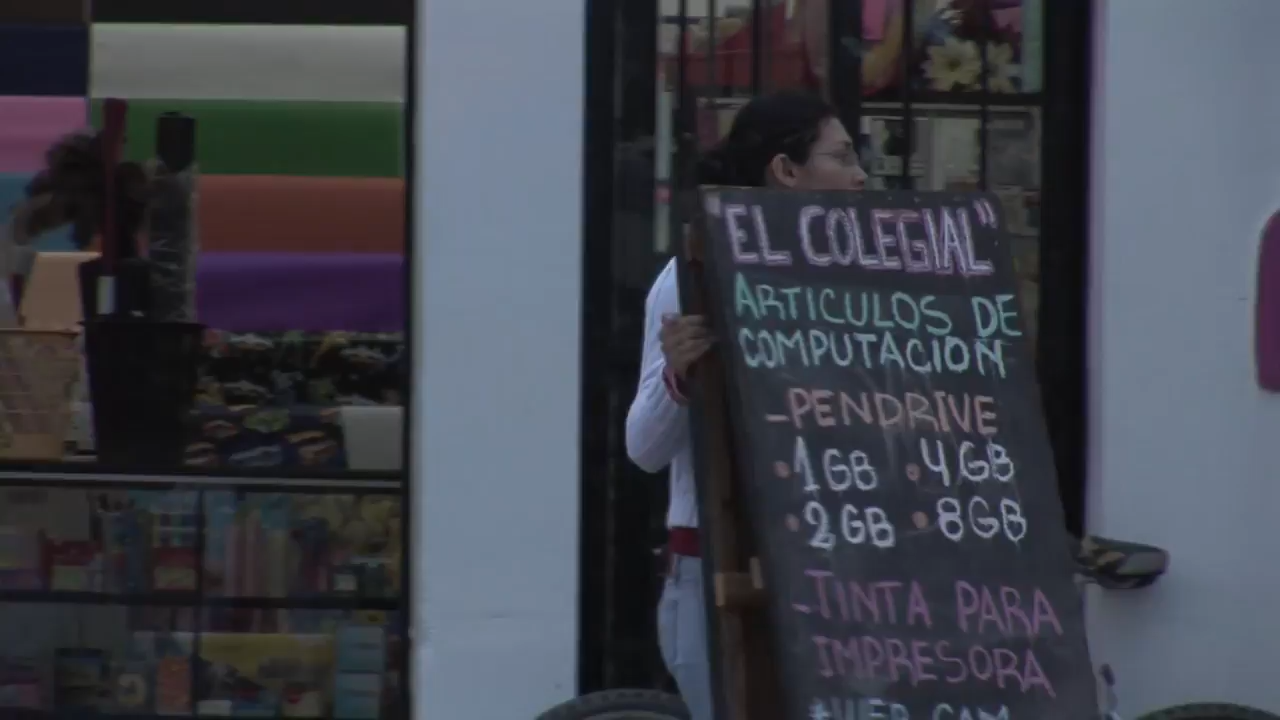 "EL COLEGIAL"
ARTICULOS DE
COMPUTACION
-PENDRIVE
• 1GB • 4GB
• 2GB • 8GB
-TINTA PARA
IMPRESORA